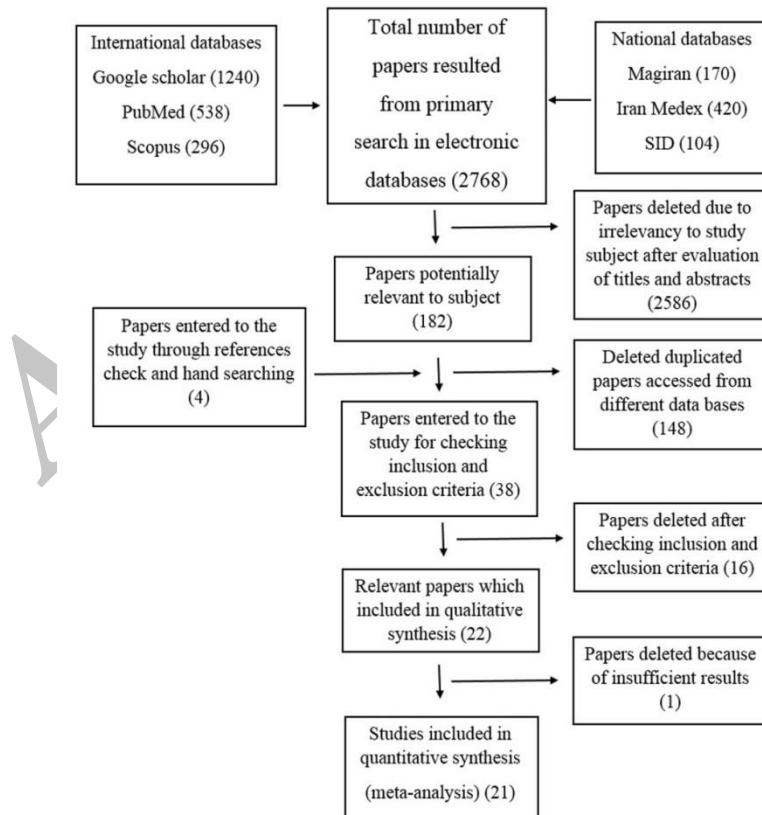 International databases
Google scholar (1240)
PubMed (538)
Scopus (296)
Total number of
papers resulted
from primary
search in electronic
databases (2768)
National databases
Magiran (170)
Iran Medex (420)
SID (104)
Papers deleted due to
irrelevancy to study
subject after evaluation
of titles and abstracts
(2586)
Papers potentially
relevant to subject
(182)
Papers entered to the
study through references
check and hand searching
(4)
Deleted duplicated
papers accessed from
different data bases
(148)
Papers entered to the
study for checking
inclusion and
exclusion criteria (38)
Papers deleted after
checking inclusion and
exclusion criteria (16)
Relevant papers which
included in qualitative
synthesis (22)
Papers deleted because
of insufficient results
(1)
Studies included in
quantitative synthesis
(meta-analysis) (21)